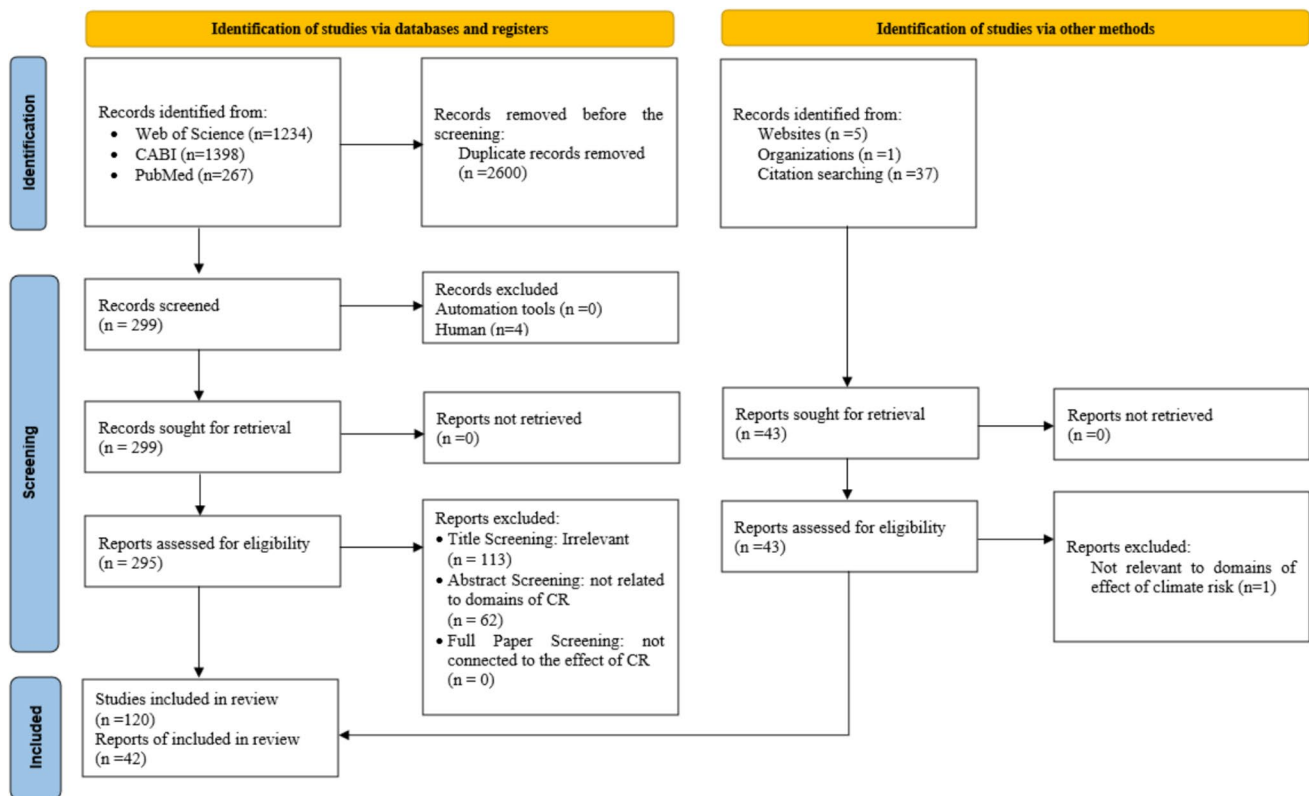 Identification of studies via databases and registers
Identification of studies via other methods
Identification
Records identified from:
• Web of Science (n=1234)
• CABI (n=1398)
• PubMed (n=267)
Records removed before the
screening:
Duplicate records removed
(n =2600)
Records identified from:
Websites (n =5)
Organizations (n =1)
Citation searching (n =37)
Screening
Records screened
(n = 299)
Records excluded
Automation tools (n =0)
Human (n=4)
Records sought for retrieval
(n = 299)
Reports not retrieved
(n =0)
Reports sought for retrieval
(n =43)
Reports not retrieved
(n =0)
Reports assessed for eligibility
(n = 295)
Reports excluded:
• Title Screening: Irrelevant
(n = 113)
• Abstract Screening: not related
to domains of CR
(n = 62)
• Full Paper Screening: not
connected to the effect of CR
(n = 0)
Reports assessed for eligibility
(n =43)
Reports excluded:
Not relevant to domains of
effect of climate risk (n=1)
Included
Studies included in review
(n =120)
Reports of included in review
(n =42)